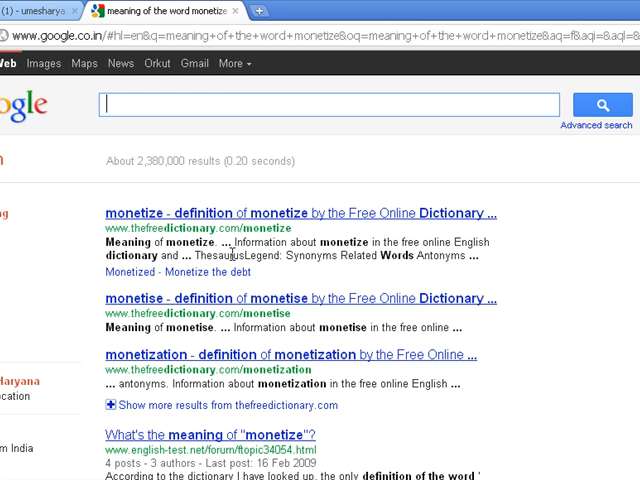 (1) - umesharya
meaning of the word monetize
www.google.co.in/#hl=en&q=meaning+of+the+word+monetize&oq=meaning+of+the+word+monetize&aq=f&aqi=&aql=&
Web Images Maps News Orkut Gmail More
ogle
Advanced search
About 2,380,000 results (0.20 seconds)
monetize - definition of monetize by the Free Online Dictionary ...
www.thefreedictionary.com/monetize
Meaning of monetize. ... Information about monetize in the free online English
dictionary and ... ThesaurusLegend: Synonyms Related Words Antonyms ...
Monetized - Monetize the debt
monetise - definition of monetise by the Free Online Dictionary ...
www.thefreedictionary.com/monetise
Meaning of monetise. ... Information about monetise in the free online ...
monetization - definition of monetization by the Free Online ...
www.thefreedictionary.com/monetization
... antonyms. Information about monetization in the free online English ...
Haryana
Show more results from thefreedictionary.com
What's the meaning of "monetize"?
m India
www.english-test.net/forum/ftopic34054.html
4 posts - 3 authors - Last post: 16 Feb 2009
According to the dictionary I have looked up, the only definition of the word '